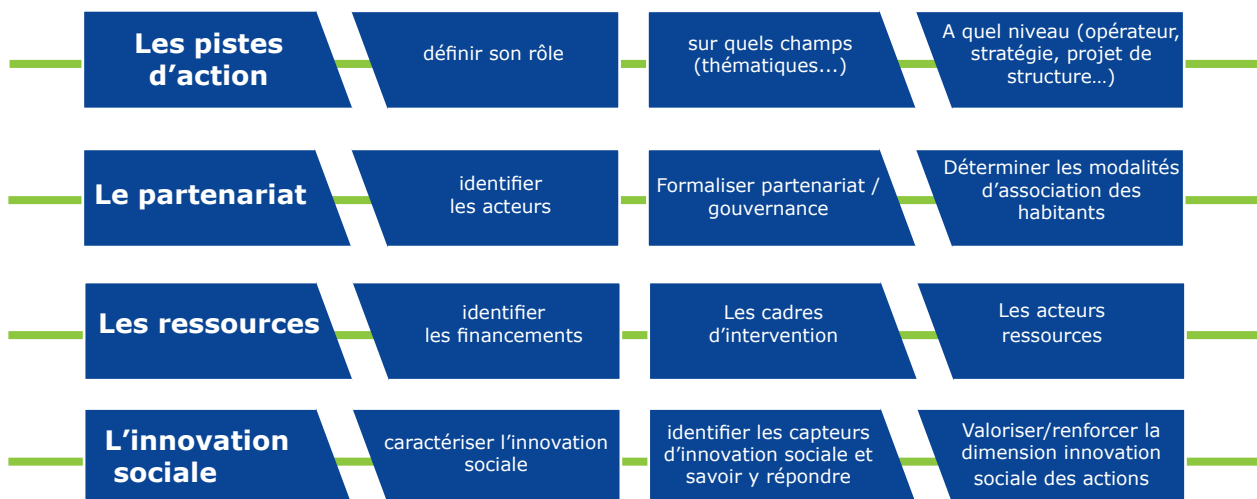 Les pistes
d’action
définir son rôle
sur quels champs
(thématiques...)
A quel niveau (opérateur,
stratégie, projet de
structure…)
Le partenariat
identifier
les acteurs
Formaliser partenariat /
gouvernance
Déterminer les modalités
d’association des
habitants
Les ressources
identifier
les financements
Les cadres
d’intervention
Les acteurs
ressources
L’innovation
sociale
caractériser l’innovation
sociale
identifier les capteurs
d’innovation sociale et
savoir y répondre
Valoriser/renforcer la
dimension innovation
sociale des actions